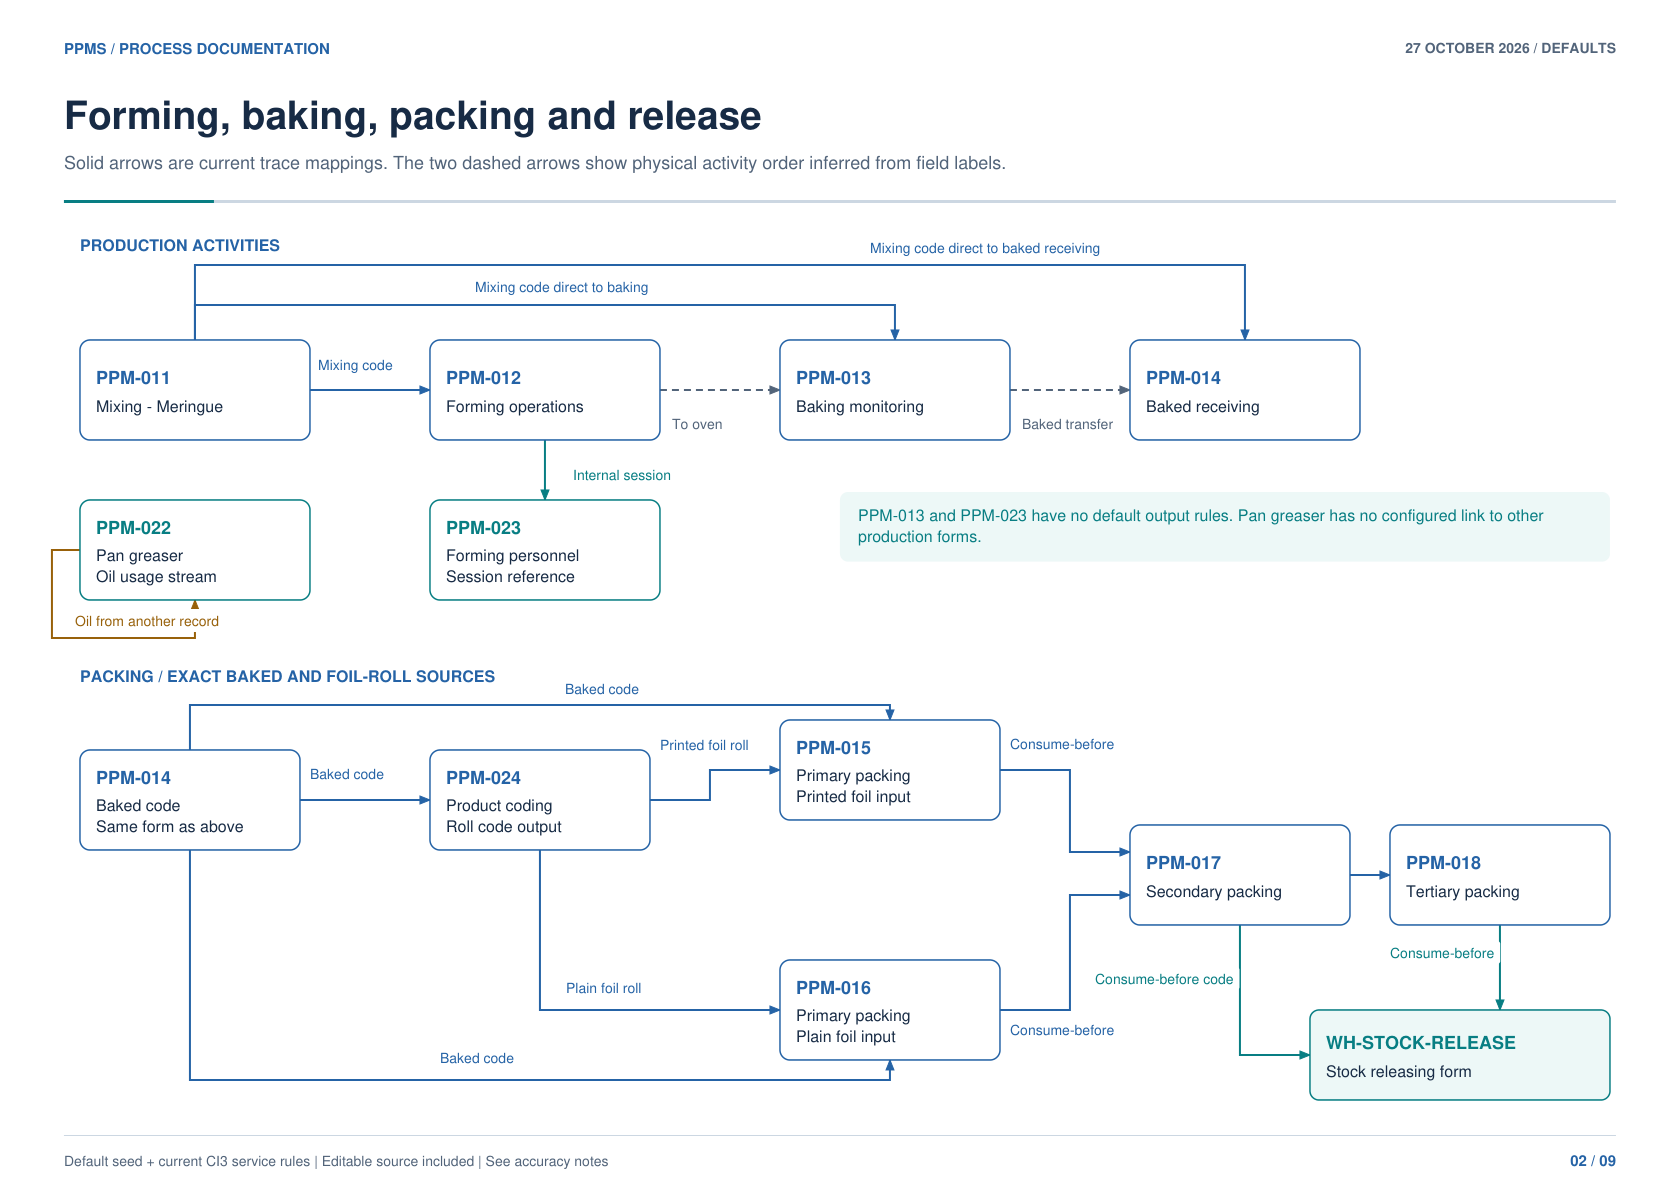 PPMS / PROCESS DOCUMENTATION
27 OCTOBER 2026 / DEFAULTS
Forming, baking, packing and release
Solid arrows are current trace mappings. The two dashed arrows show physical activity order inferred from field labels.
PRODUCTION ACTIVITIES
Mixing code direct to baked receiving
Mixing code direct to baking
PPM-011
Mixing - Meringue
Mixing code
PPM-012
Forming operations
To oven
PPM-013
Baking monitoring
Baked transfer
PPM-014
Baked receiving
Internal session
PPM-022
Pan greaser
Oil usage stream
Oil from another record
PPM-023
Forming personnel
Session reference
PPM-013 and PPM-023 have no default output rules. Pan greaser has no configured link to other
production forms.
PACKING / EXACT BAKED AND FOIL-ROLL SOURCES
Baked code
PPM-014
Baked code
Same form as above
Baked code
PPM-024
Product coding
Roll code output
Printed foil roll
PPM-015
Primary packing
Printed foil input
Consume-before
PPM-017
Secondary packing
PPM-018
Tertiary packing
Plain foil roll
PPM-016
Primary packing
Plain foil input
Consume-before
Consume-before code
Consume-before
Baked code
WH-STOCK-RELEASE
Stock releasing form
Default seed + current CI3 service rules | Editable source included | See accuracy notes
02 / 09